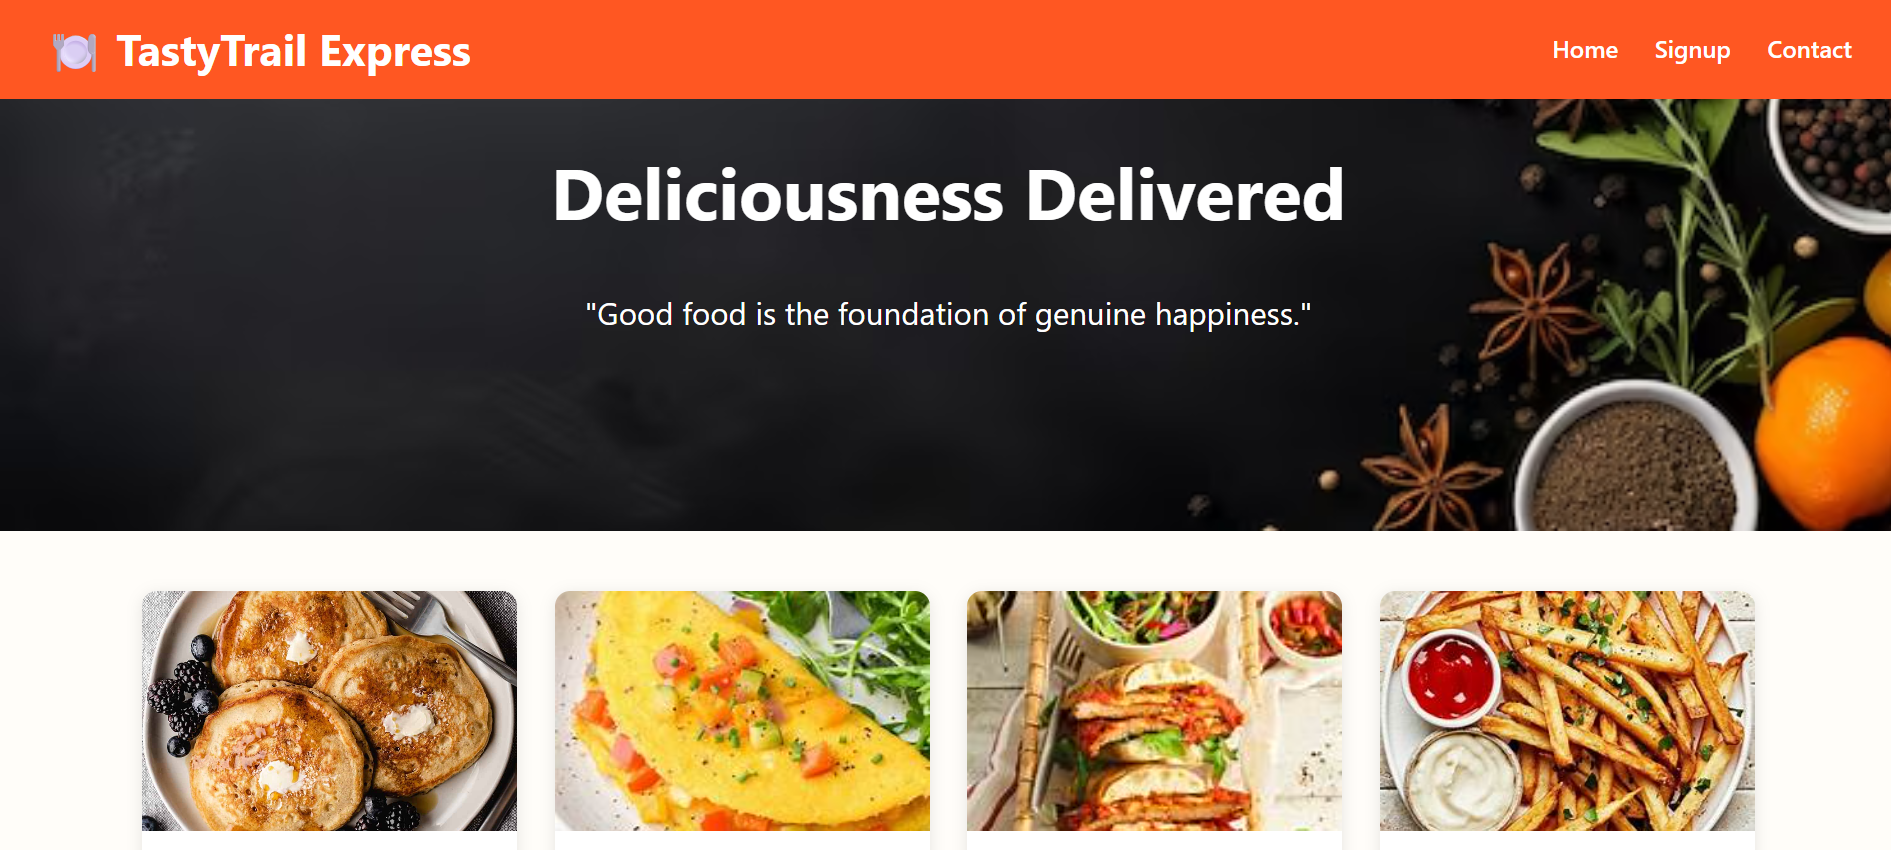 TastyTrail Express
Home Signup Contact
Deliciousness Delivered
"Good food is the foundation of genuine happiness."